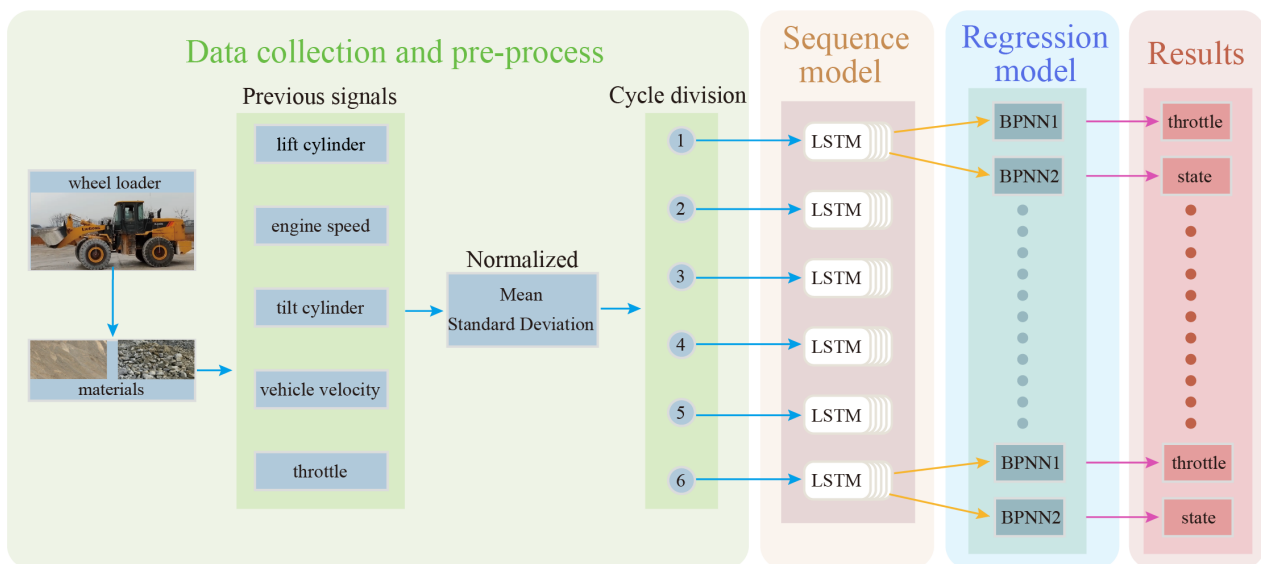 Data collection and pre-process
Sequence
model
Regression
model
Results
Previous signals
Cycle division
wheel loader
materials
lift cylinder
engine speed
tilt cylinder
vehicle velocity
throttle
Normalized
Mean
Standard Deviation
1
2
3
4
5
6
LSTM
LSTM
LSTM
LSTM
LSTM
LSTM
BPNN1
BPNN2
BPNN1
BPNN2
throttle
state
throttle
state